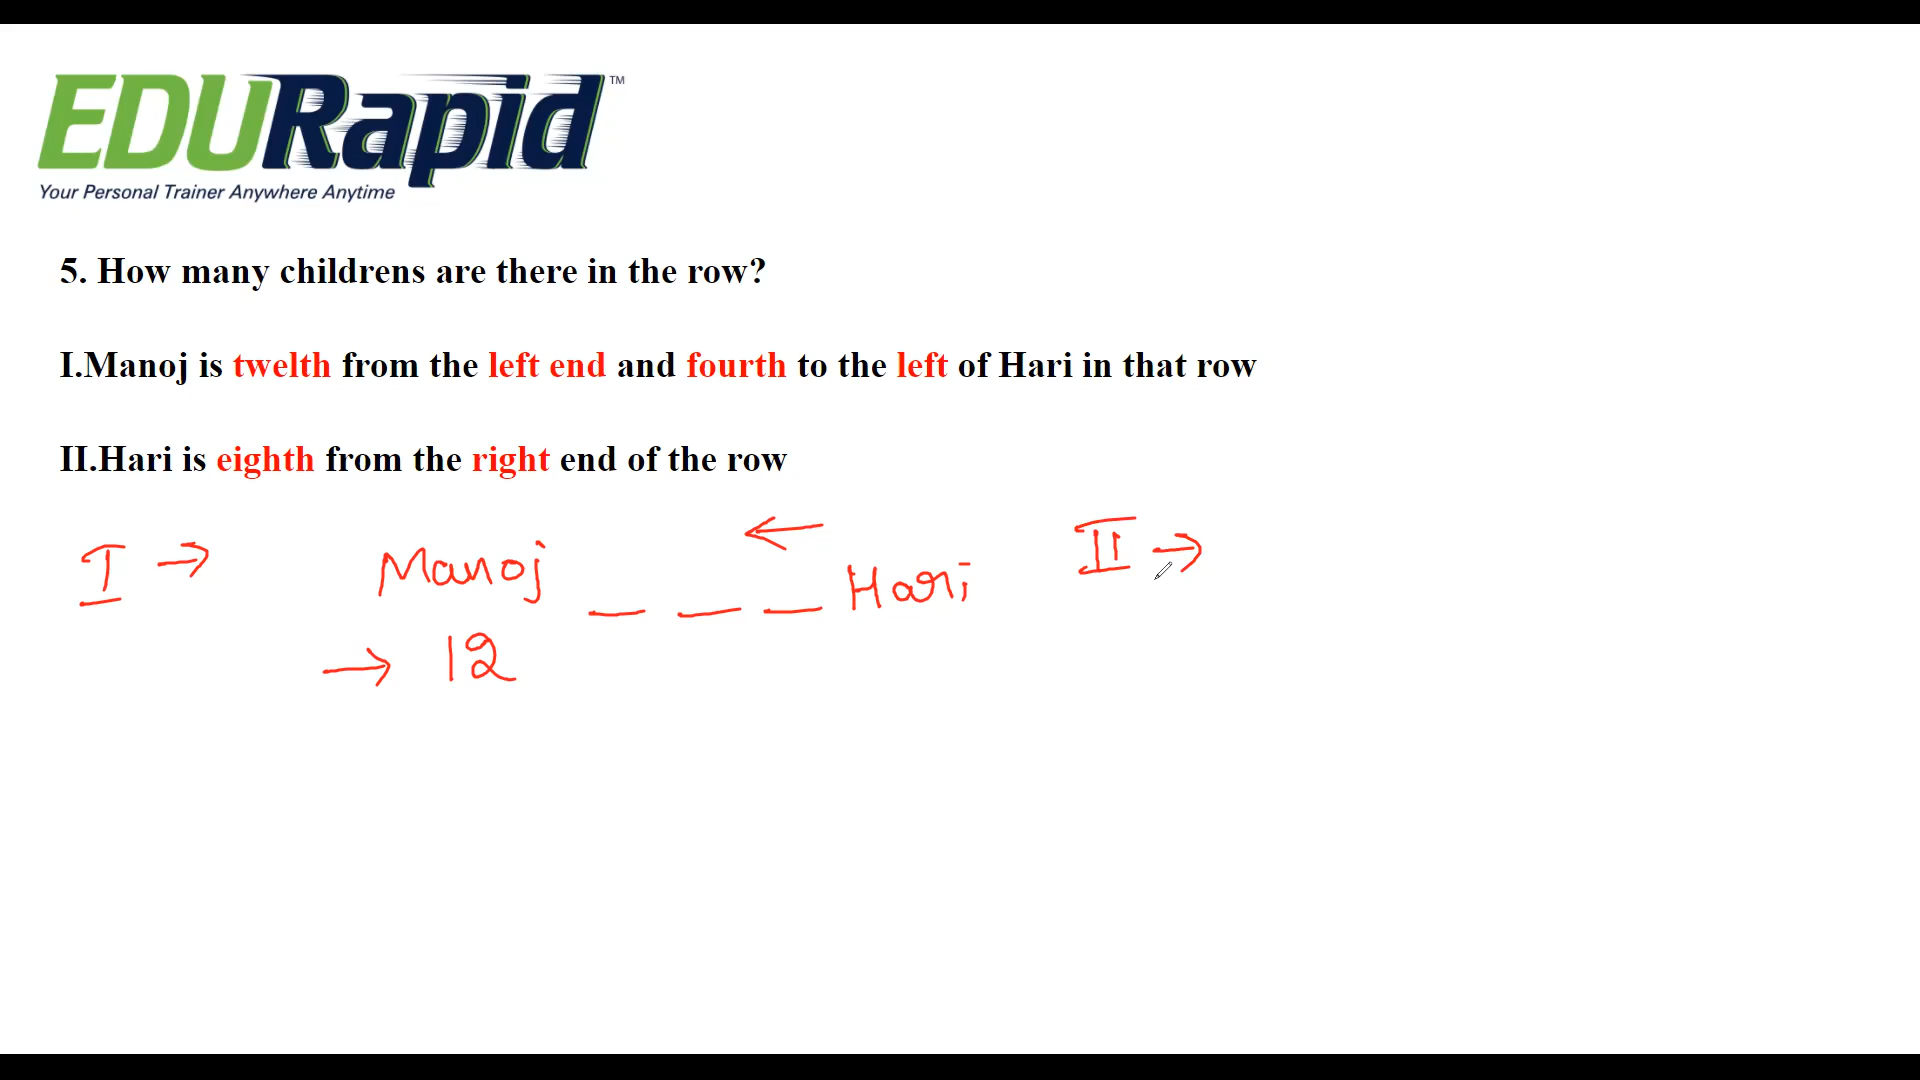 EDURapid™
Your Personal Trainer Anywhere Anytime
5. How many childrens are there in the row?
I.Manoj is twelth from the left end and fourth to the left of Hari in that row
II.Hari is eighth from the right end of the row
I → Manoj _ _ _ Hari ← II →
→ 12